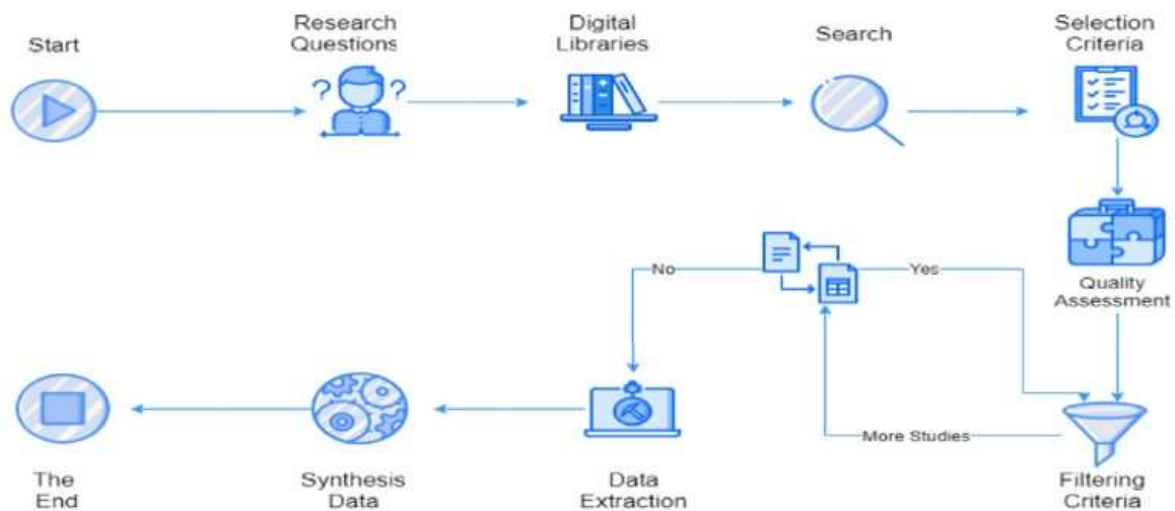 Start
Research
Questions
Digital
Libraries
Search
Selection
Criteria
? ?
Quality
Assessment
No
Yes
More Studies
The
End
Synthesis
Data
Data
Extraction
Filtering
Criteria